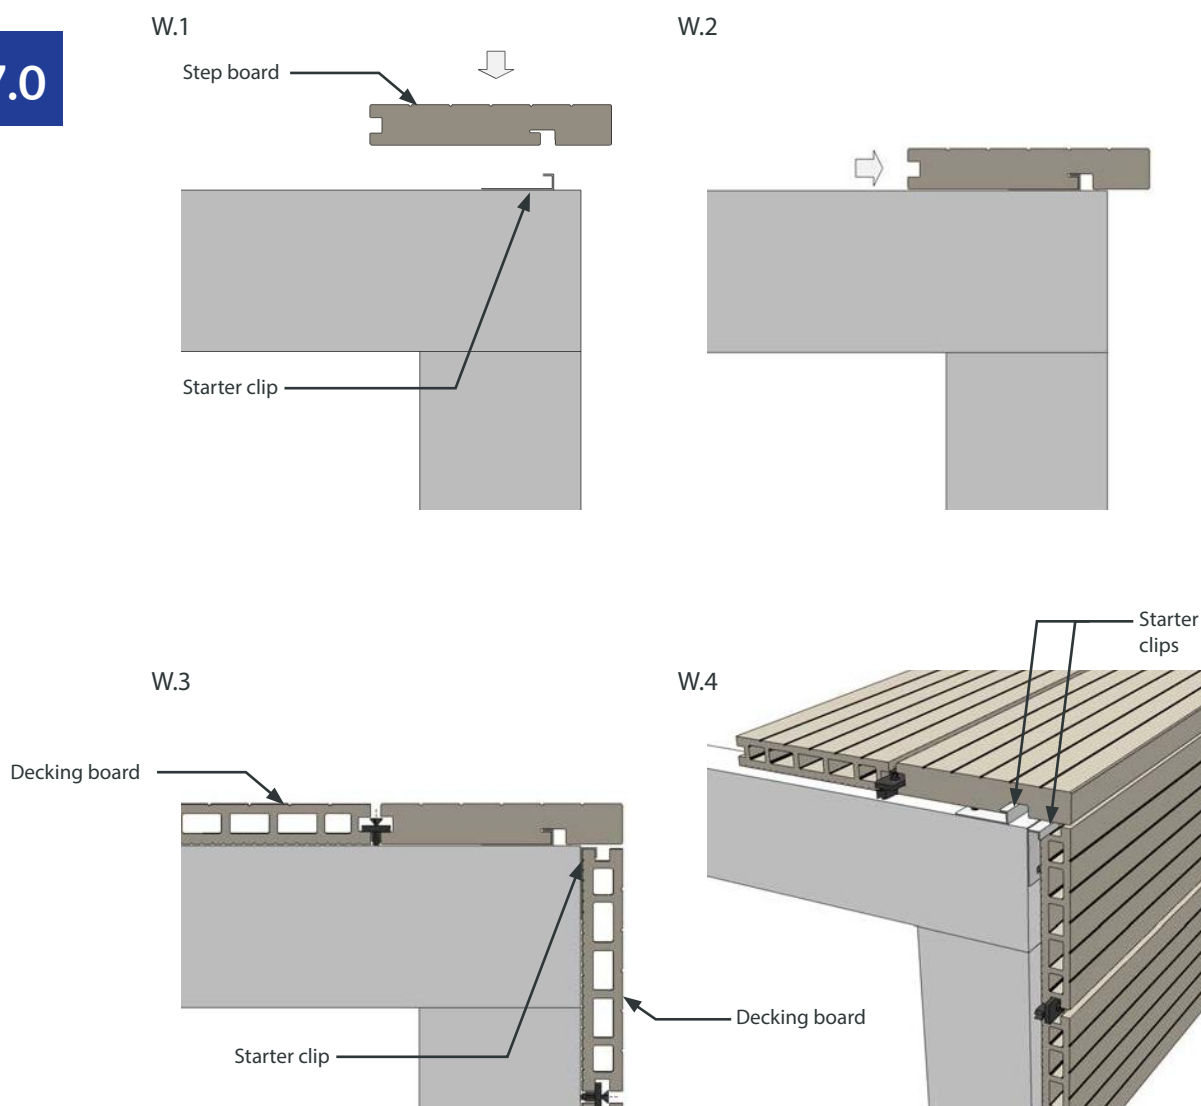 W.1
W.2
7.0
Step board
Starter clip
W.3
W.4
Starter
clips
Decking board
Decking board
Starter clip